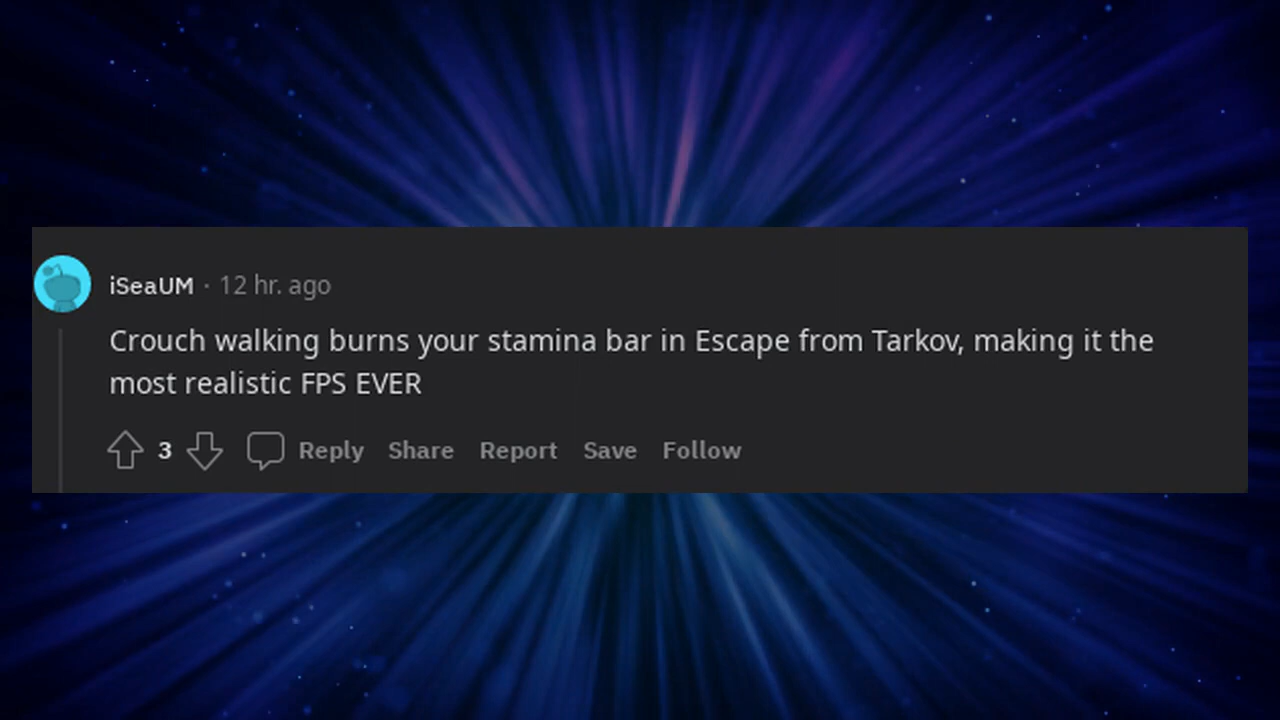 iSeaUM · 12 hr. ago
Crouch walking burns your stamina bar in Escape from Tarkov, making it the
most realistic FPS EVER
3 Reply Share Report Save Follow